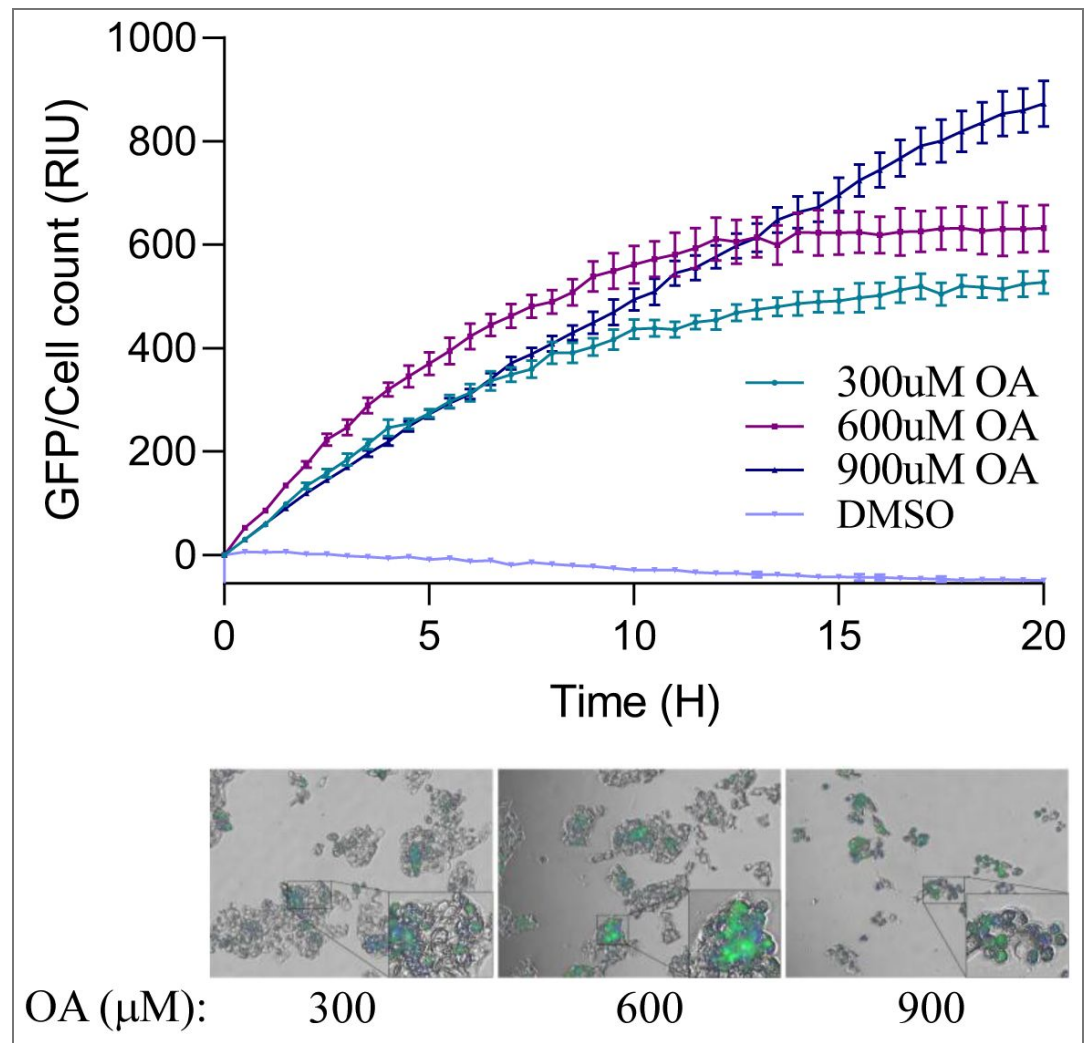 1000
800
600
400
200
0
GFP/Cell count (RIU)
300uM OA
600uM OA
900uM OA
DMSO
0 5 10 15 20
Time (H)
OA (μM): 300 600 900